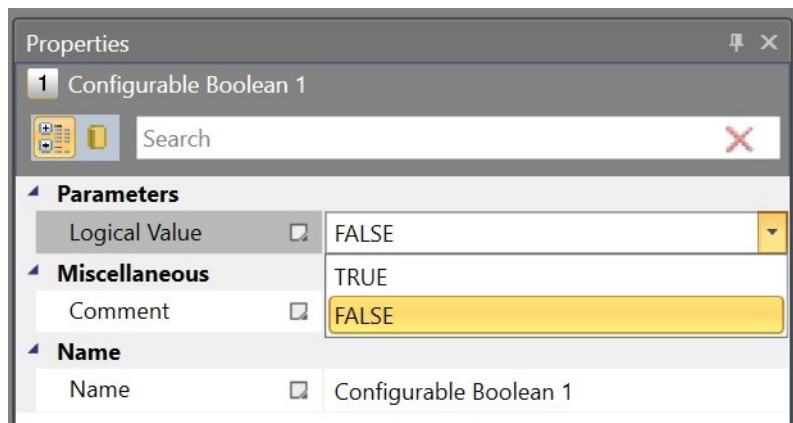 Properties
1 Configurable Boolean 1
Search
Parameters
Logical Value FALSE
Miscellaneous TRUE
Comment FALSE
Name
Name Configurable Boolean 1